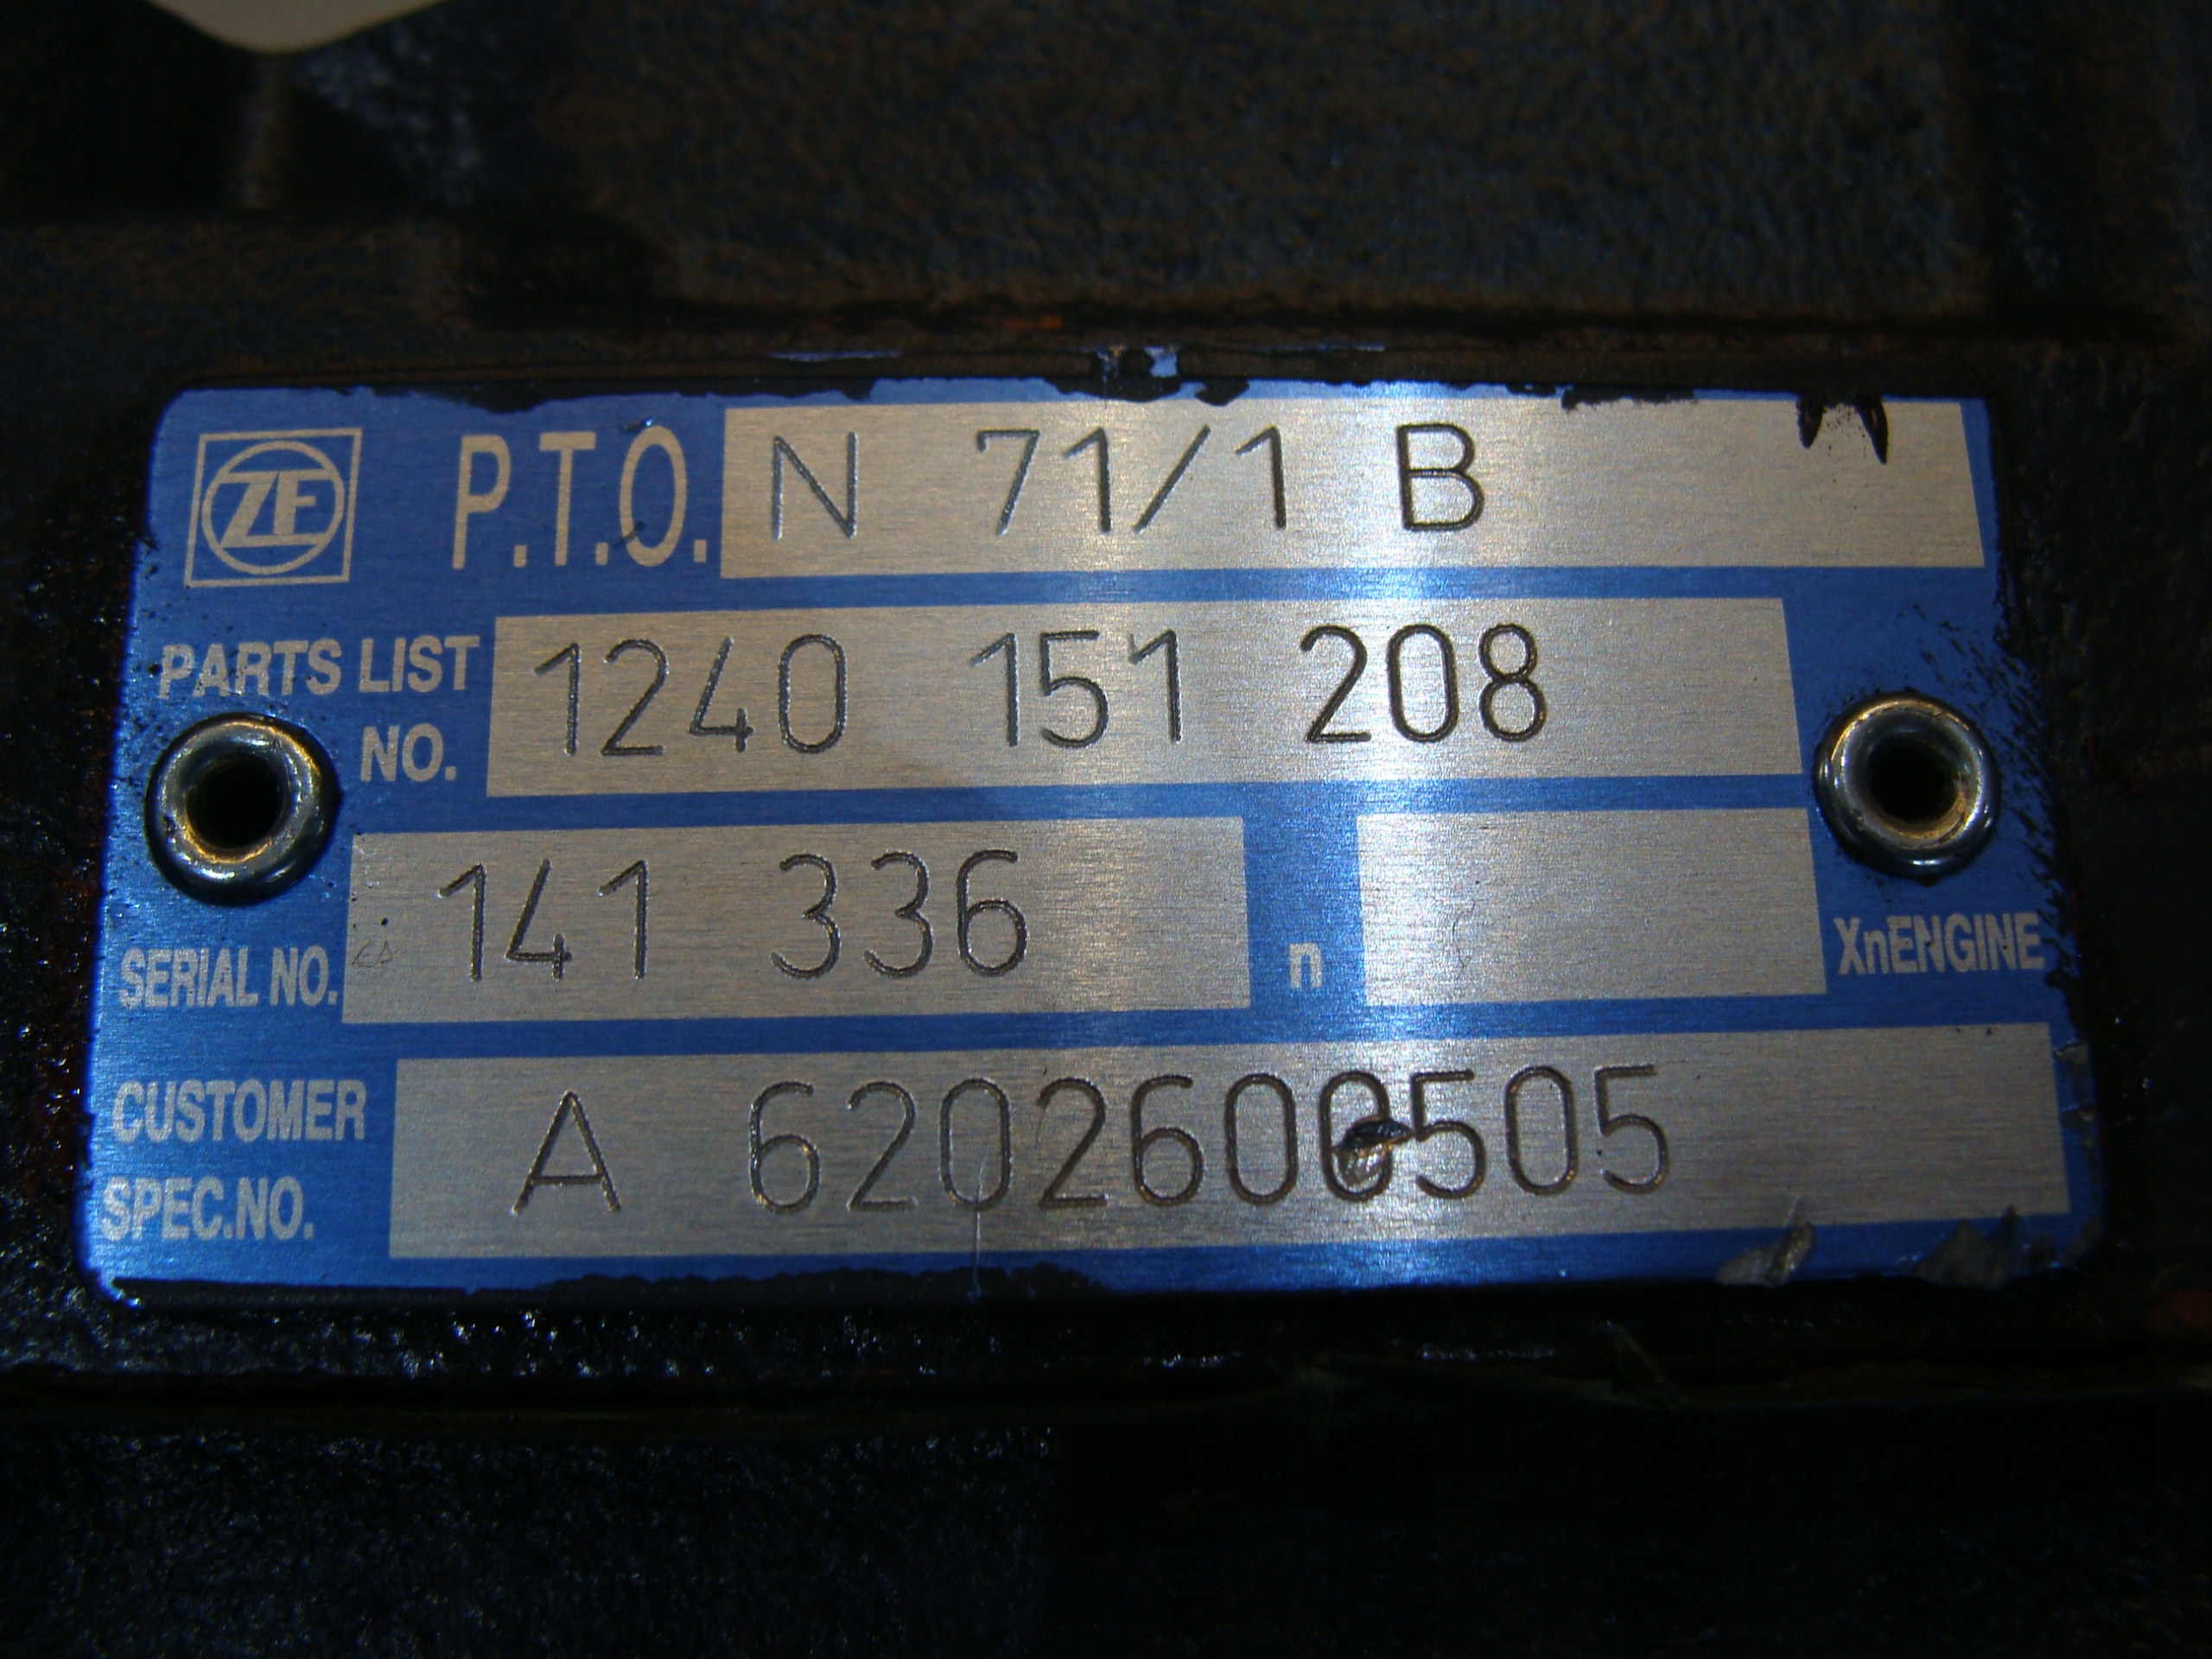 ZF P.T.O. N 71/1 B
PARTS LIST NO. 1240 151 208
SERIAL NO. 141 336 n XnENGINE
CUSTOMER SPEC.NO. A 6202600505